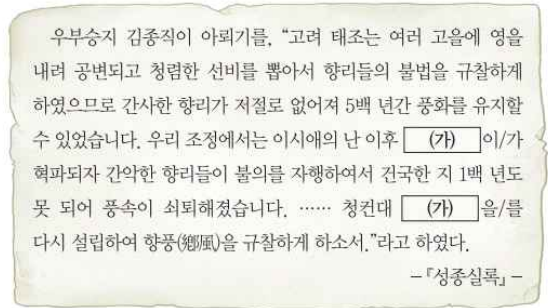 우부승지 김종직이 아뢰기를, “고려 태조는 여러 고을에 영을
내려 공변되고 청렴한 선비를 뽑아서 향리들의 불법을 규찰하게
하였으므로 간사한 향리가 저절로 없어져 5백 년간 풍화를 유지할
수 있었습니다. 우리 조정에서는 이시애의 난 이후 (가) 이/가
혁파되자 간악한 향리들이 불의를 자행하여서 건국한 지 1백 년도
못 되어 풍속이 쇠퇴해졌습니다. …… 청컨대 (가) 을/를
다시 설립하여 향풍(鄕風)을 규찰하게 하소서.”라고 하였다.
– 『성종실록』 –